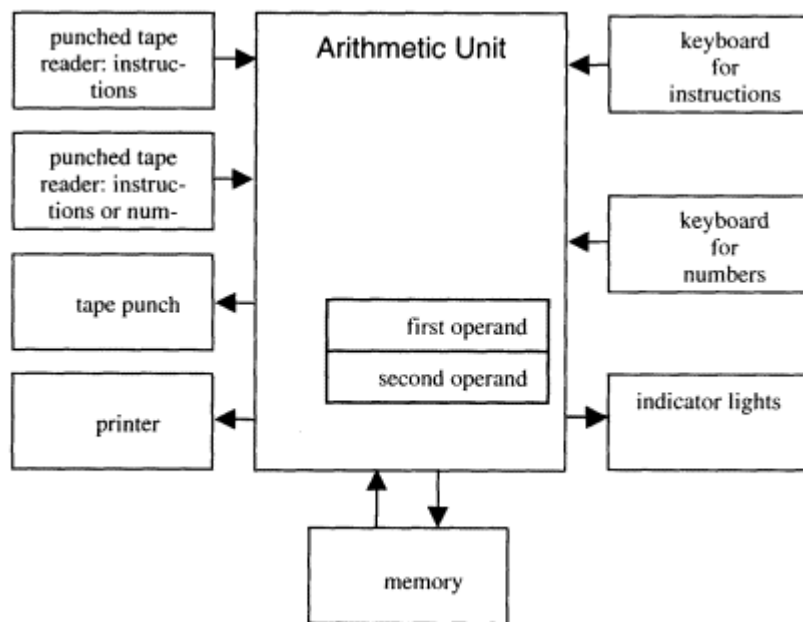 punched tape
reader: instruc-
tions
Arithmetic Unit
keyboard
for
instructions
punched tape
reader: instruc-
tions or num-
keyboard
for
numbers
tape punch
first operand
second operand
printer
indicator lights
memory